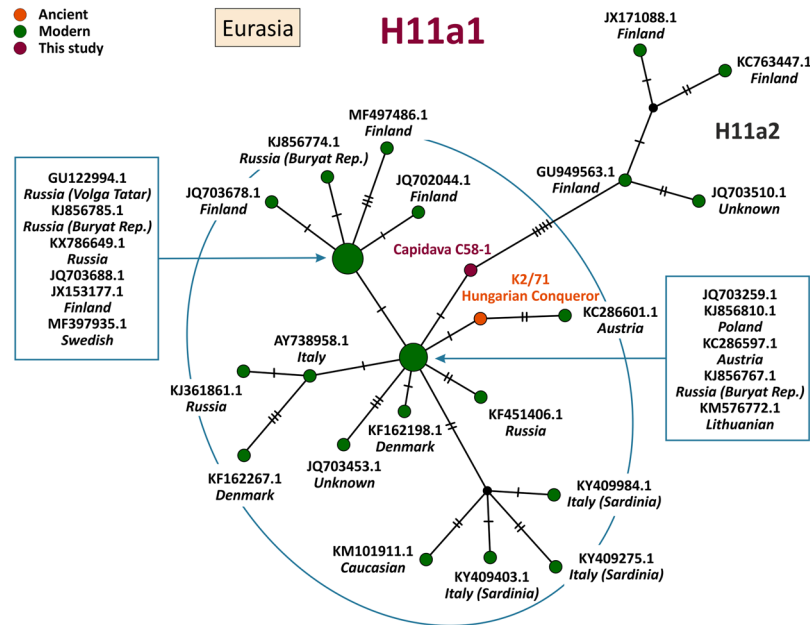 Ancient
Modern
This study
Eurasia
H11a1
JX171088.1
Finland
KC763447.1
Finland
H11a2
MF497486.1
Finland
KJ856774.1
Russia (Buryat Rep.)
JQ703678.1
Finland
JQ702044.1
Finland
GU949563.1
Finland
JQ703510.1
Unknown
GU122994.1
Russia (Volga Tatar)
KJ856785.1
Russia (Buryat Rep.)
KX786649.1
Russia
JQ703688.1
JX153177.1
Finland
MF397935.1
Swedish
Capidava C58-1
K2/71
Hungarian Conqueror
KC286601.1
Austria
JQ703259.1
KJ856810.1
Poland
KC286597.1
Austria
KJ856767.1
Russia (Buryat Rep.)
KM576772.1
Lithuanian
AY738958.1
Italy
KJ361861.1
Russia
KF162198.1
Denmark
KF451406.1
Russia
JQ703453.1
Unknown
KF162267.1
Denmark
KY409984.1
Italy (Sardinia)
KM101911.1
Caucasian
KY409403.1
Italy (Sardinia)
KY409275.1
Italy (Sardinia)